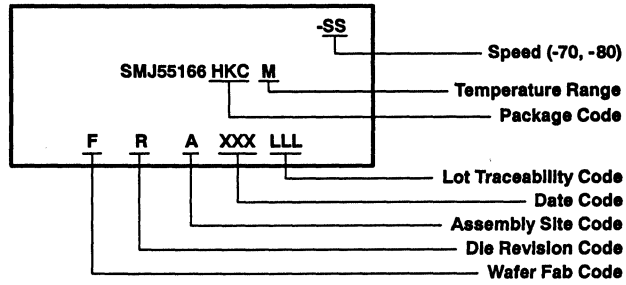 -SS
Speed (-70, -80)
SMJ55166 HKC M
Temperature Range
Package Code
F R A XXX LLL
Lot Traceability Code
Date Code
Assembly Site Code
Die Revision Code
Wafer Fab Code